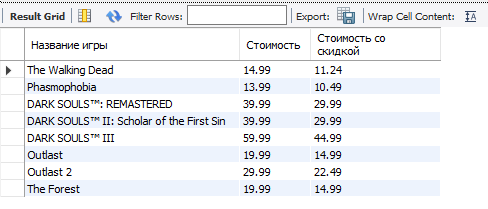 Result Grid Filter Rows: Export: Wrap Cell Content:
Название игры Стоимость Стоимость со скидкой
The Walking Dead 14.99 11.24
Phasmophobia 13.99 10.49
DARK SOULS™: REMASTERED 39.99 29.99
DARK SOULS™ II: Scholar of the First Sin 39.99 29.99
DARK SOULS™ III 59.99 44.99
Outlast 19.99 14.99
Outlast 2 29.99 22.49
The Forest 19.99 14.99